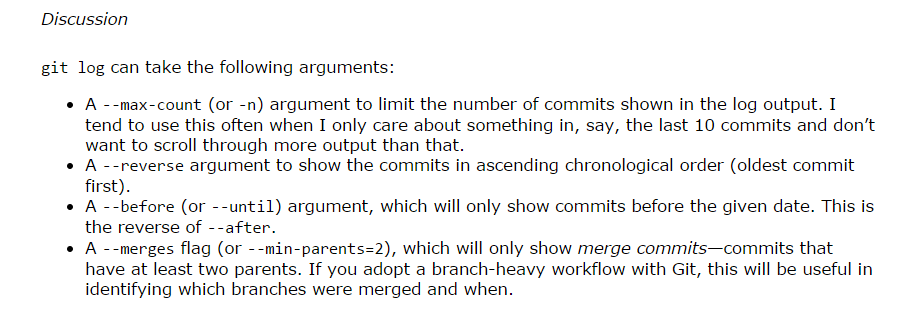 Discussion
git log can take the following arguments:
• A --max-count (or -n) argument to limit the number of commits shown in the log output. I
tend to use this often when I only care about something in, say, the last 10 commits and don’t
want to scroll through more output than that.
• A --reverse argument to show the commits in ascending chronological order (oldest commit
first).
• A --before (or --until) argument, which will only show commits before the given date. This is
the reverse of --after.
• A --merges flag (or --min-parents=2), which will only show merge commits—commits that
have at least two parents. If you adopt a branch-heavy workflow with Git, this will be useful in
identifying which branches were merged and when.